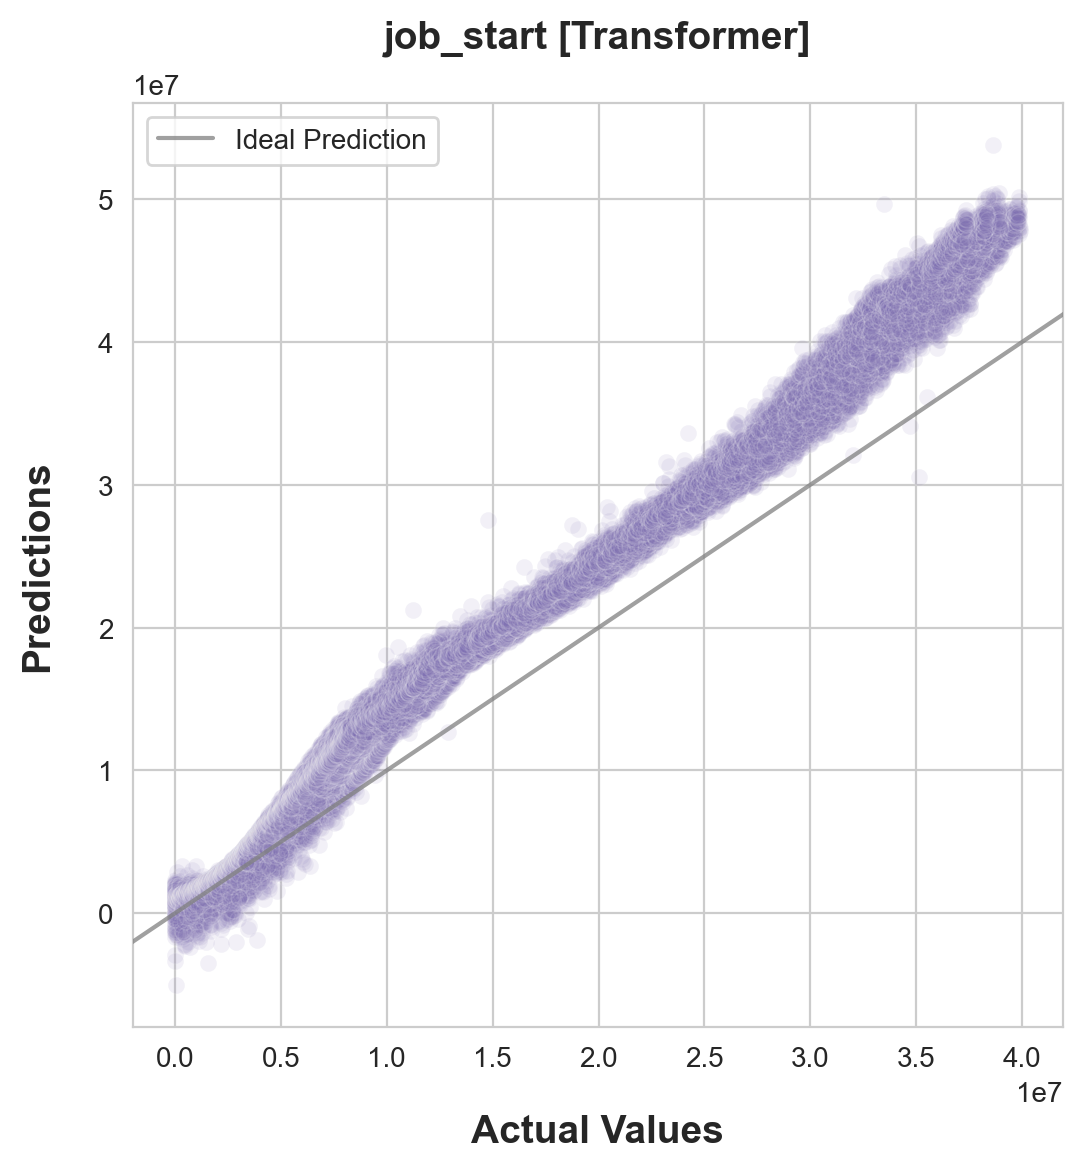 job_start [Transformer]
1e7
Ideal Prediction
5
4
3
2
1
0
Predictions
0.0 0.5 1.0 1.5 2.0 2.5 3.0 3.5 4.0
1e7
Actual Values